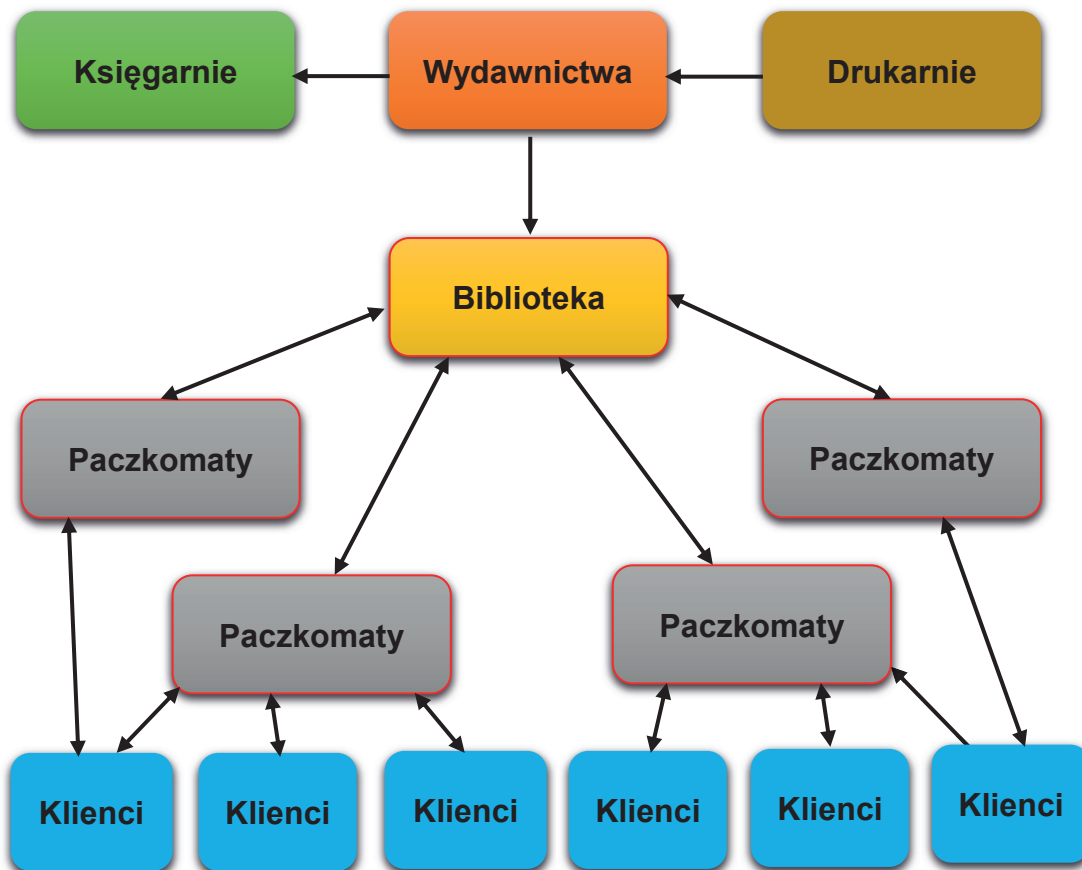 Księgarnie
Wydawnictwa
Drukarnie
Biblioteka
Paczkomaty
Paczkomaty
Paczkomaty
Paczkomaty
Klienci
Klienci
Klienci
Klienci
Klienci
Klienci